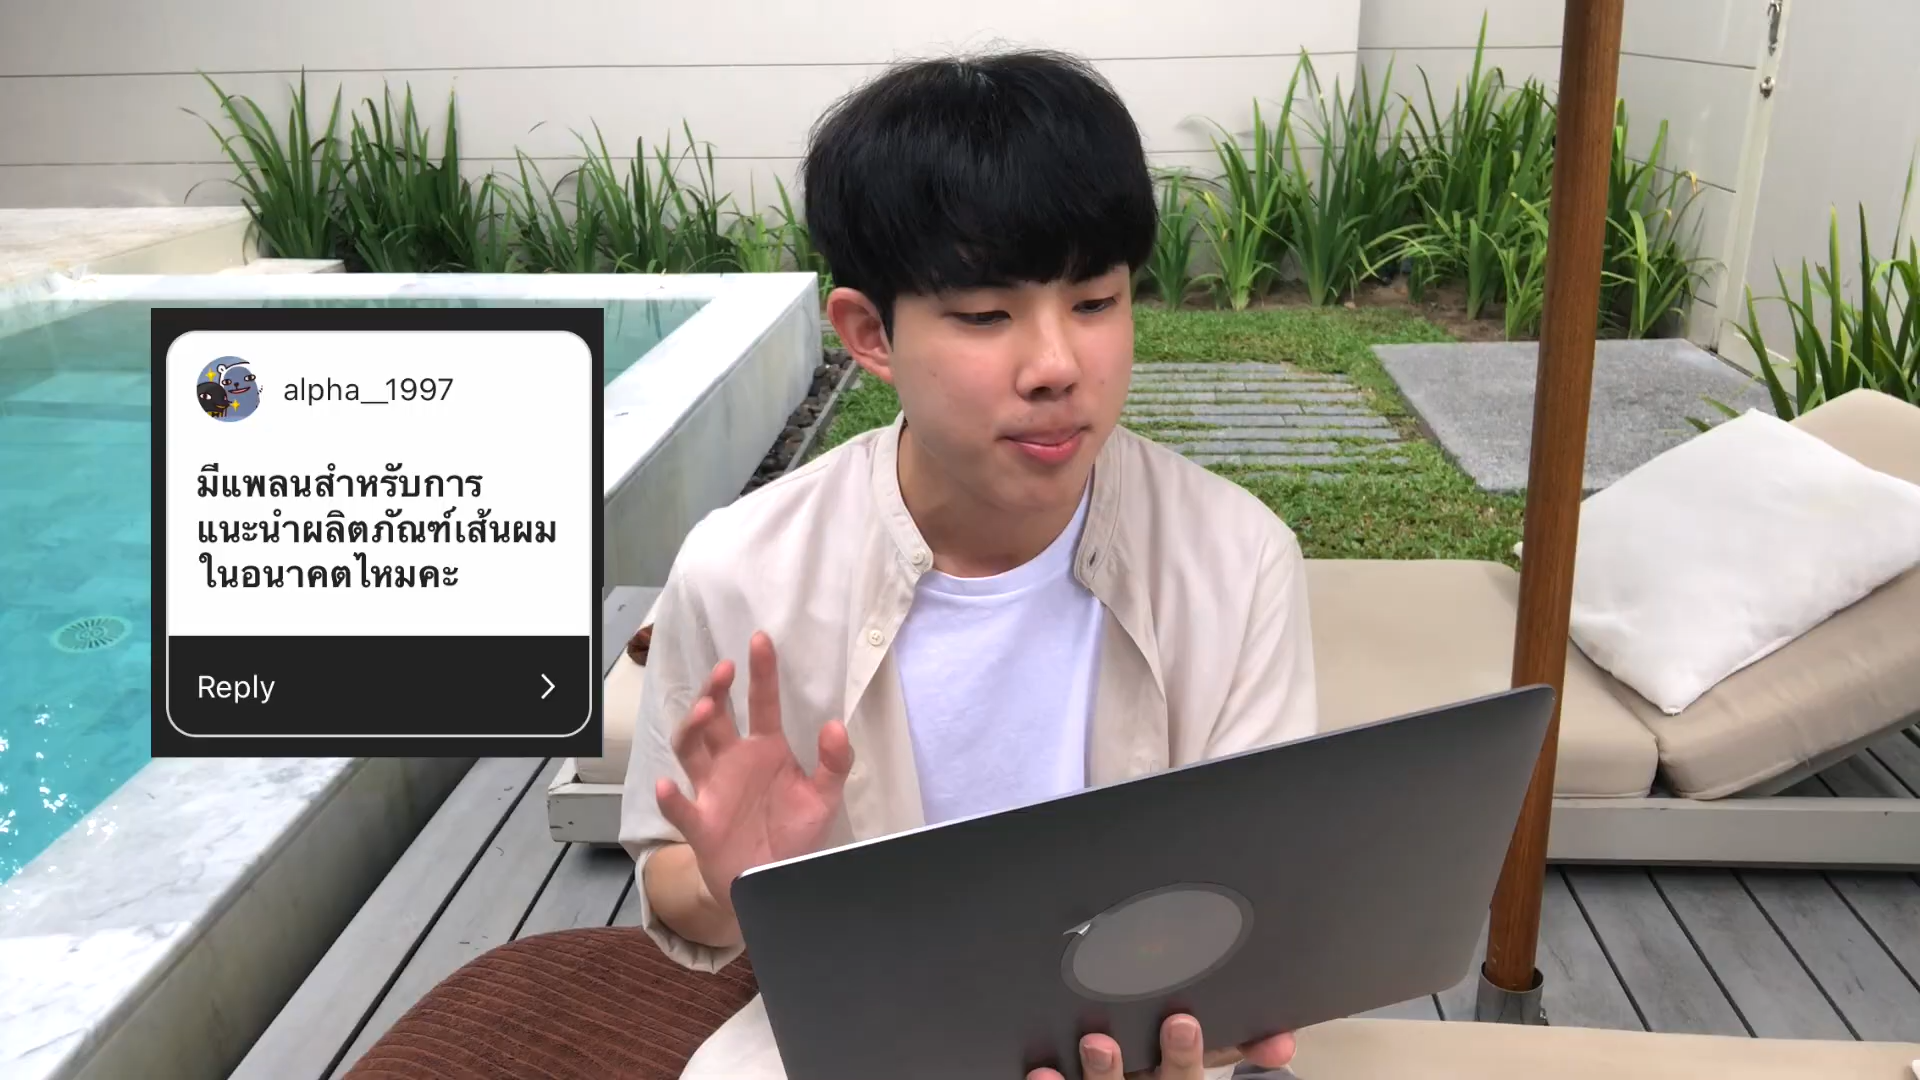 alpha__1997
มีแพลนสำหรับการ
แนะนำผลิตภัณฑ์เส้นผม
ในอนาคตไหมคะ
Reply